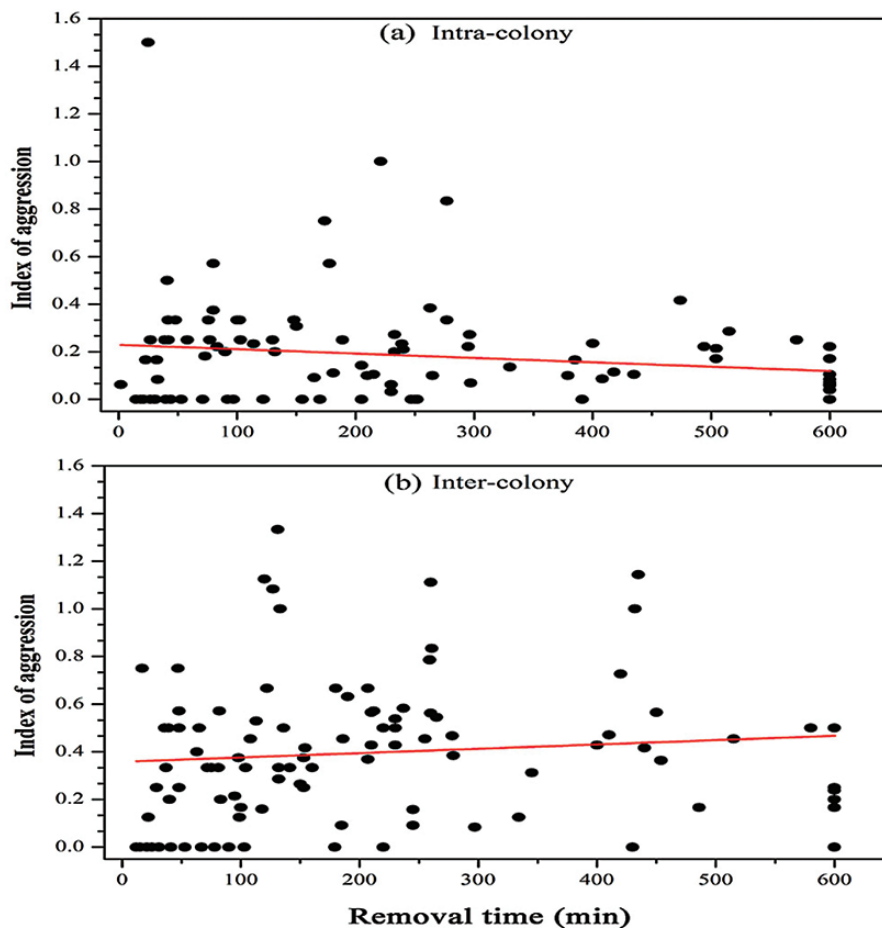 (a) Intra-colony
Index of aggression
1.6
1.4
1.2
1.0
0.8
0.6
0.4
0.2
0.0
0 100 200 300 400 500 600
(b) Inter-colony
Index of aggression
1.6
1.4
1.2
1.0
0.8
0.6
0.4
0.2
0.0
0 100 200 300 400 500 600
Removal time (min)